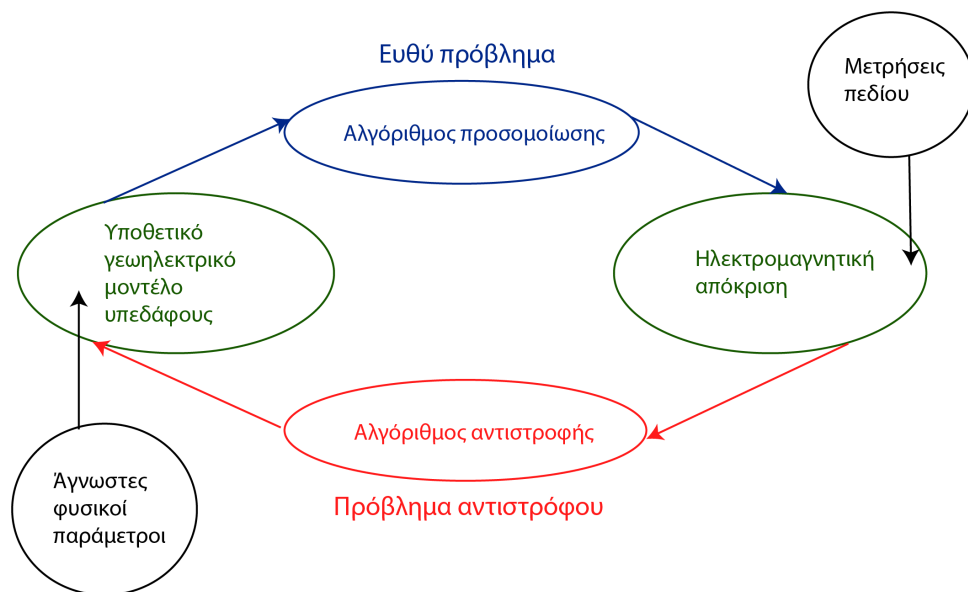 Ευθύ πρόβλημα
Αλγόριθμος προσομοίωσης
Μετρήσεις
πεδίου
Υποθετικό
γεωηλεκτρικό
μοντέλο
υπεδάφους
Ηλεκτρομαγνητική
απόκριση
Αλγόριθμος αντιστροφής
Πρόβλημα αντιστρόφου
Άγνωστες
φυσικοί
παράμετροι